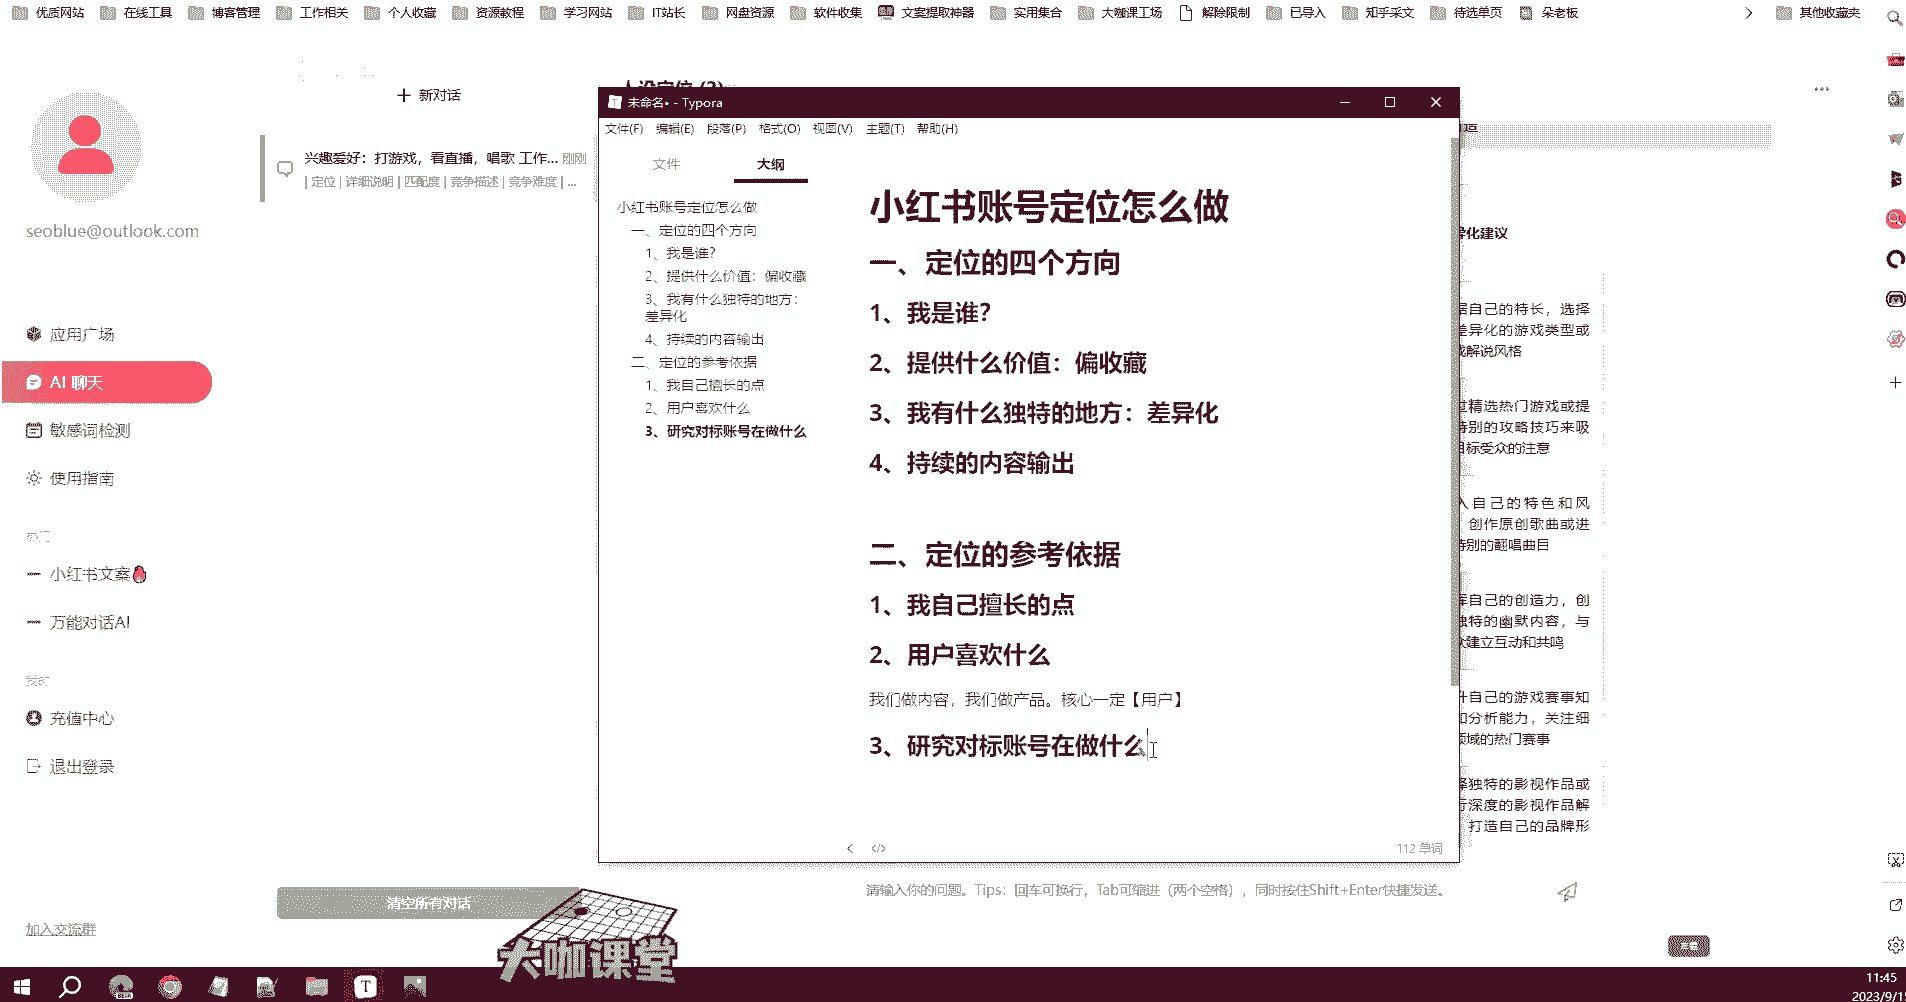 优质网站 在线工具 博客管理 工作相关 个人收藏 资源教程 学习网站 IT站长 网盘资源 软件收集 文案提取神器 实用集合 大咖课工场 解除限制 已导入 知乎采文 待选单页 朵老板 其他收藏夹
seoblue@outlook.com
应用广场
AI 聊天
敏感词检测
使用指南
热门
小红书文案
万能对话AI
充值中心
退出登录
加入交流群
新对话
兴趣爱好：打游戏，看直播，唱歌 工作... 刚刚
| 定位 | 详细说明 | 匹配度 | 竞争描述 | 竞争难度 | ...
清空所有对话
人设定位 (2)
未命名• - Typora
文件(F) 编辑(E) 段落(P) 格式(O) 视图(V) 主题(T) 帮助(H)
文件 大纲
小红书账号定位怎么做
一、定位的四个方向
1、我是谁？
2、提供什么价值：偏收藏
3、我有什么独特的地方：
差异化
4、持续的内容输出
二、定位的参考依据
1、我自己擅长的点
2、用户喜欢什么
3、研究对标账号在做什么
小红书账号定位怎么做
一、定位的四个方向
1、我是谁？
2、提供什么价值：偏收藏
3、我有什么独特的地方：差异化
4、持续的内容输出
二、定位的参考依据
1、我自己擅长的点
2、用户喜欢什么
我们做内容，我们做产品。核心一定【用户】
3、研究对标账号在做什么
</> 112 单词
化建议
自己的特长，选择
异化的游戏类型或
解说风格
精选热门游戏或提
别的攻略技巧来吸
标受众的注意
入自己的特色和风
创作原创歌曲或进
特别的翻唱曲目
自己的创造力，创
独特的幽默内容，与
建立互动和共鸣
自己的游戏赛事知
和分析能力，关注细
领域的热门赛事
择独特的影视作品或
行深度的影视作品解
打造自己的品牌形
请输入你的问题。Tips：回车可换行，Tab可缩进（两个空格），同时按住Shift+Enter快捷发送。
大咖课堂
BETA
11:45
2023/9/1